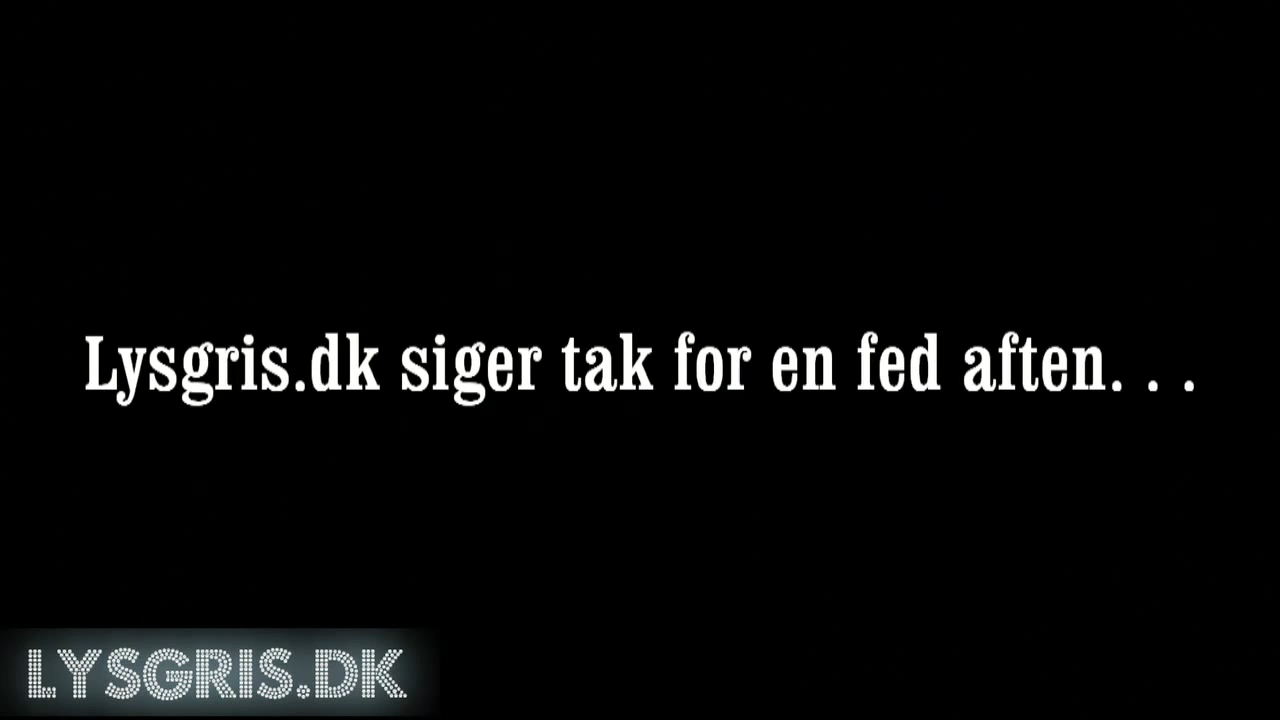 Lysgris.dk siger tak for en fed aften. . .
LYSGRIS.DK